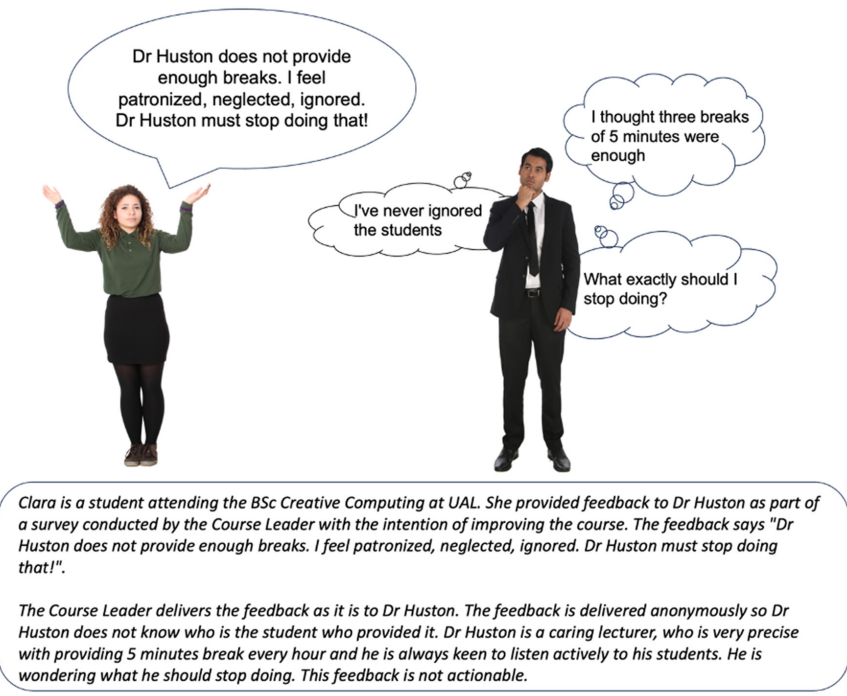 Dr Huston does not provide
enough breaks. I feel
patronized, neglected, ignored.
Dr Huston must stop doing that!
I thought three breaks
of 5 minutes were
enough
I've never ignored
the students
What exactly should I
stop doing?
Clara is a student attending the BSc Creative Computing at UAL. She provided feedback to Dr Huston as part of
a survey conducted by the Course Leader with the intention of improving the course. The feedback says "Dr
Huston does not provide enough breaks. I feel patronized, neglected, ignored. Dr Huston must stop doing
that!".
The Course Leader delivers the feedback as it is to Dr Huston. The feedback is delivered anonymously so Dr
Huston does not know who is the student who provided it. Dr Huston is a caring lecturer, who is very precise
with providing 5 minutes break every hour and he is always keen to listen actively to his students. He is
wondering what he should stop doing. This feedback is not actionable.